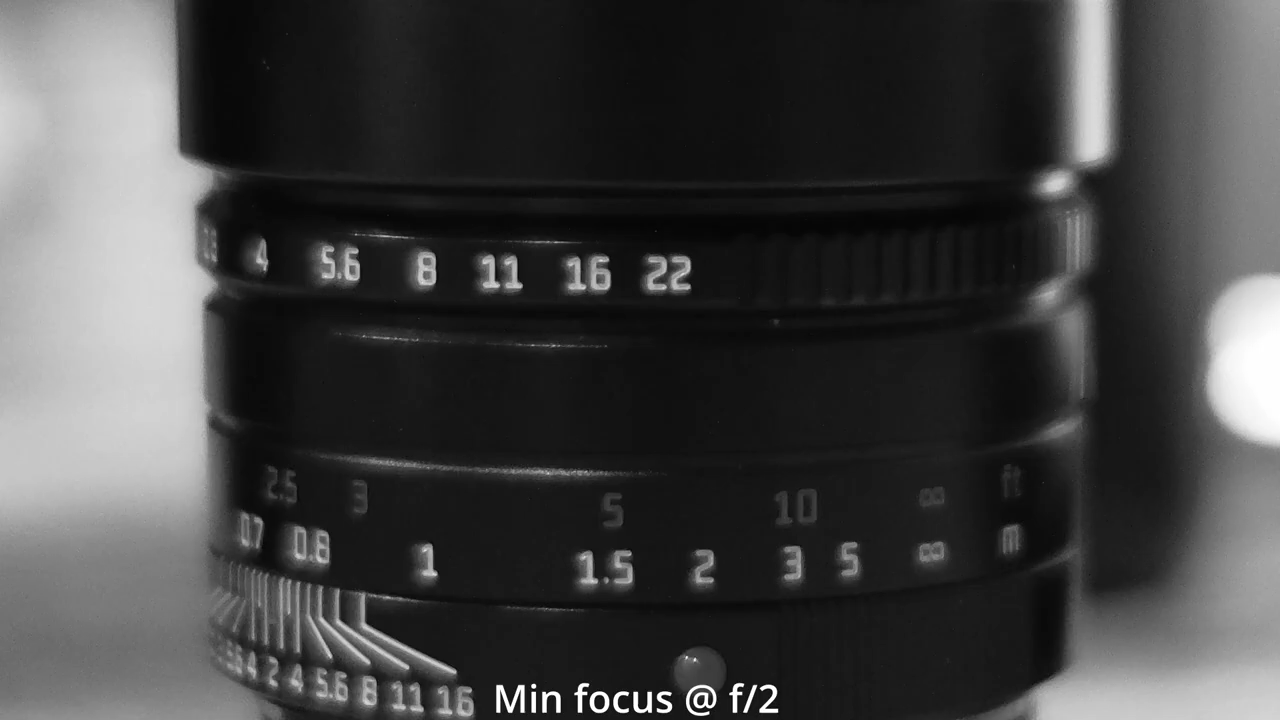 4 5.6 8 11 16 22
2.5 3 5 10 ∞ ft
0.7 0.8 1 1.5 2 3 5 ∞ m
4 2 4 5.6 8 11 16
Min focus @ f/2